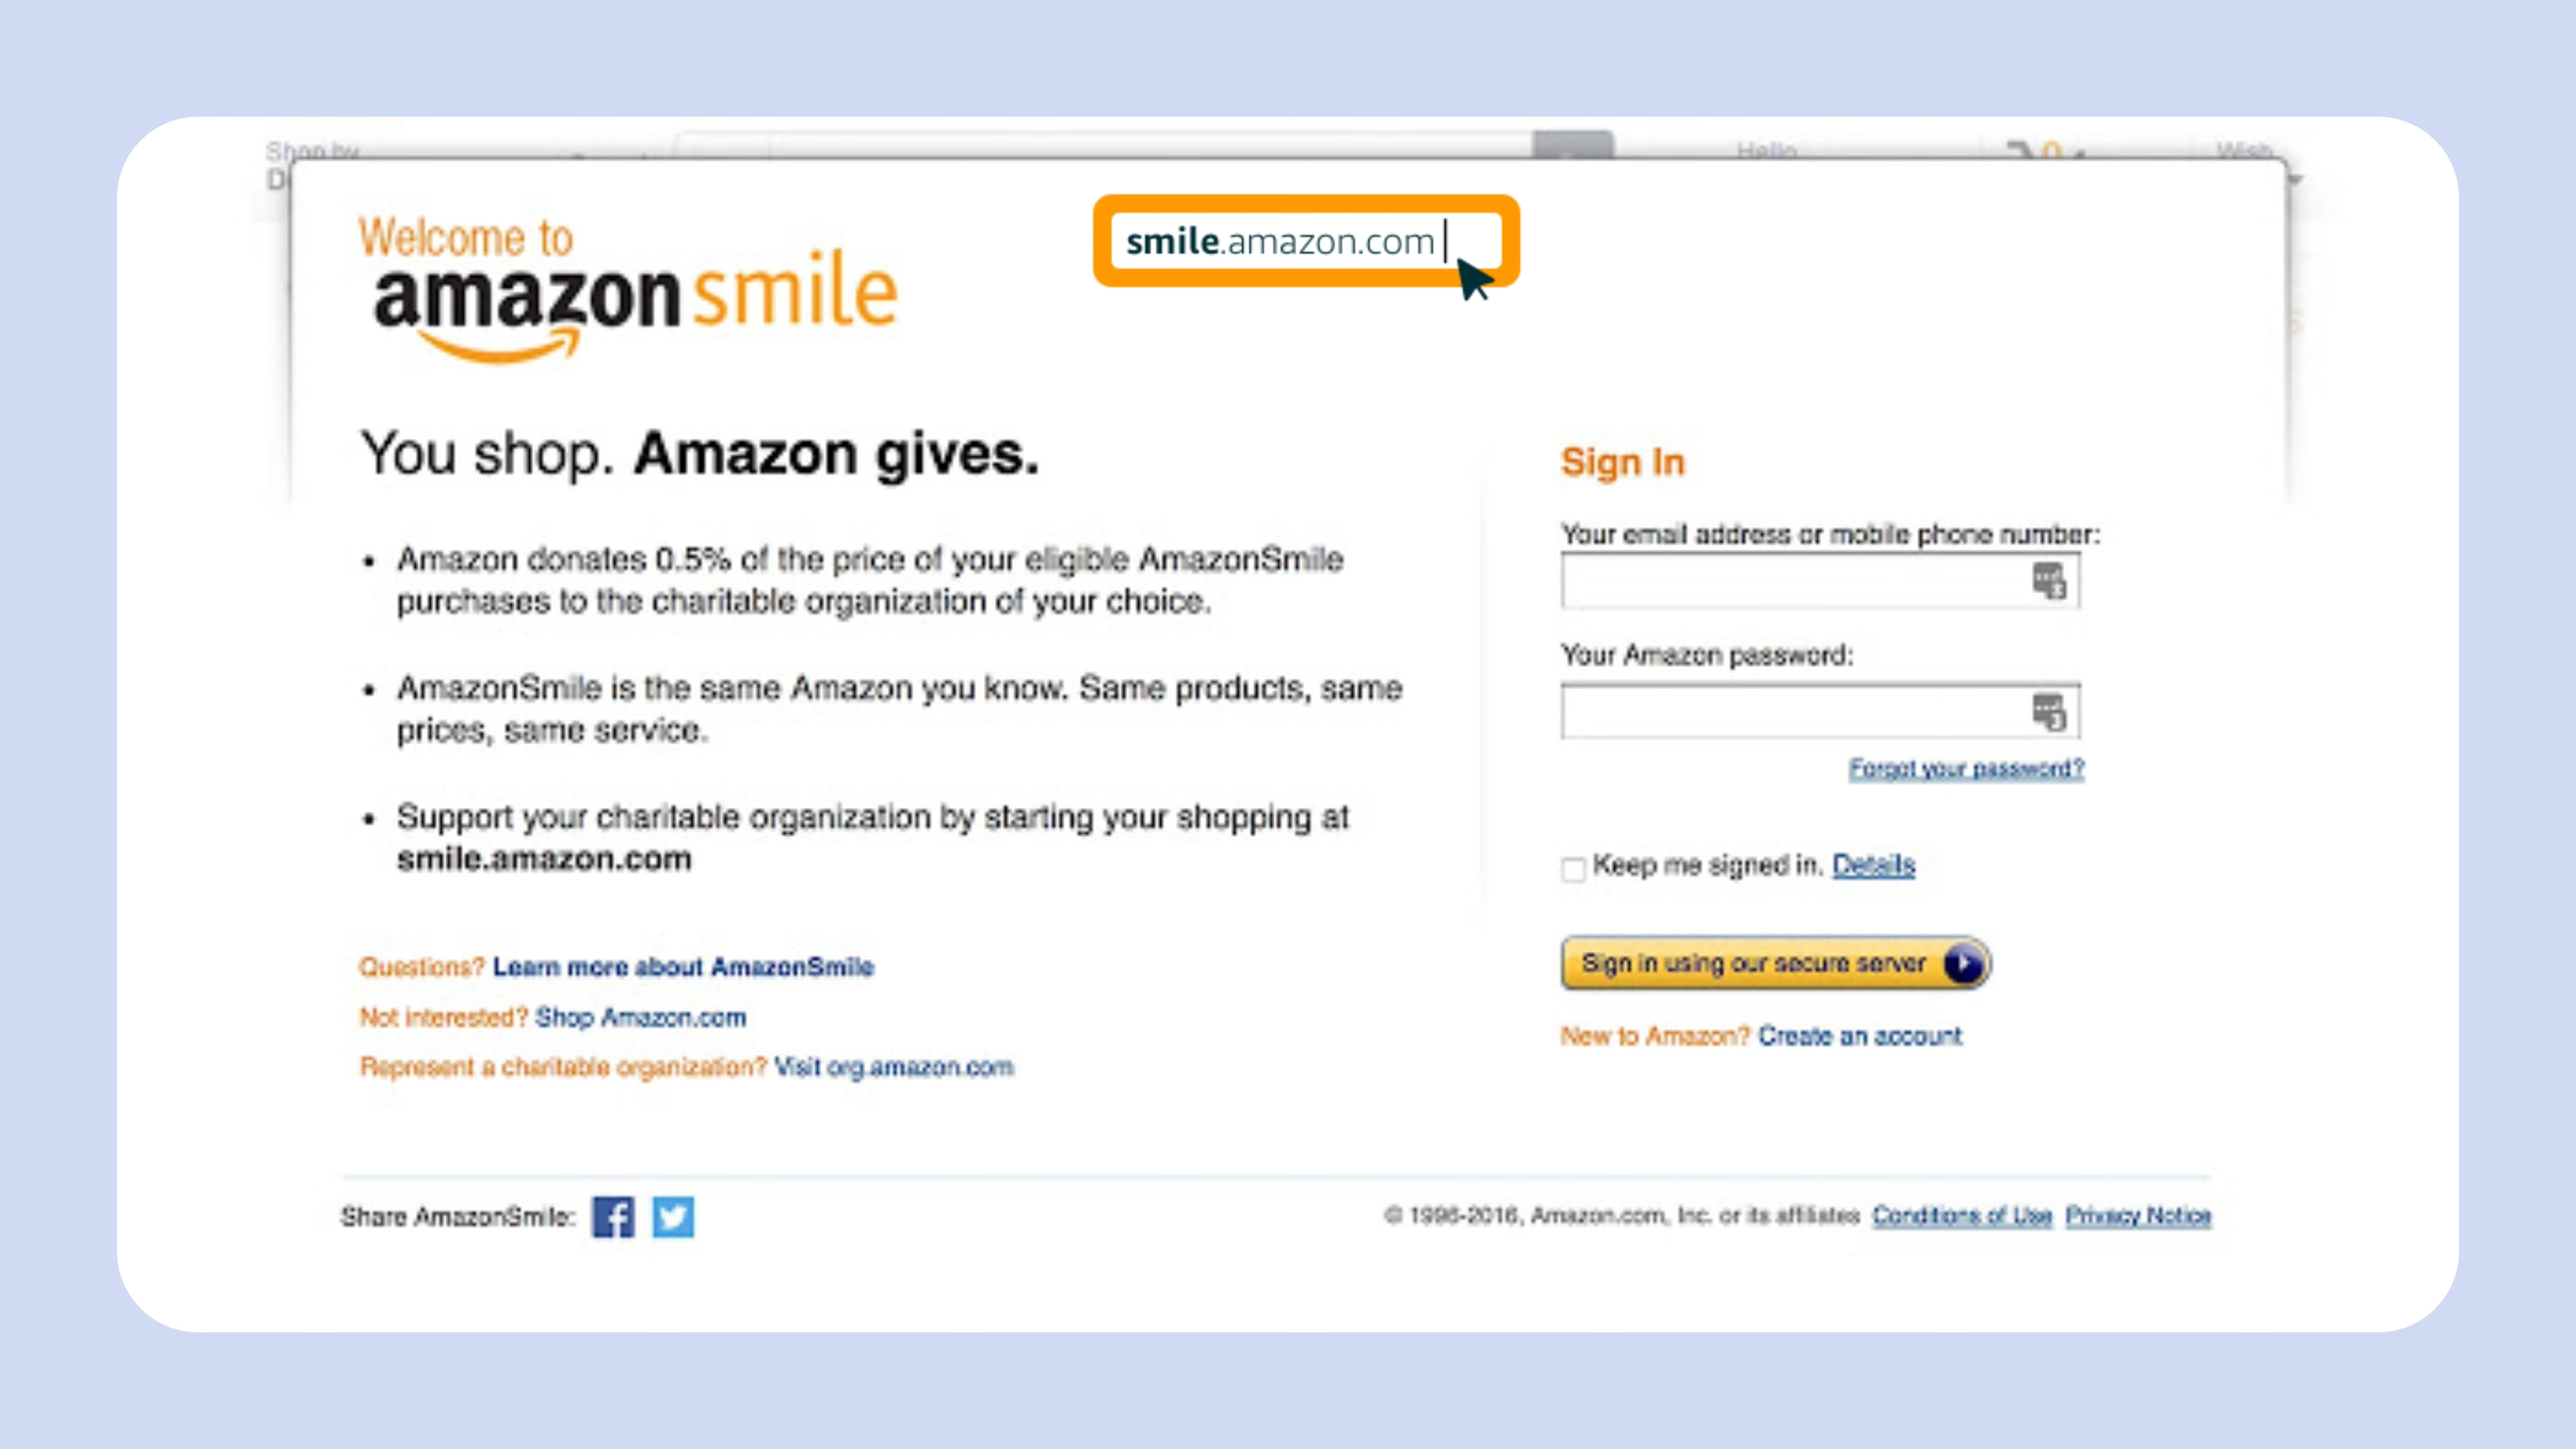 Shop by
Hello
Wish
Welcome to
amazonsmile
smile.amazon.com
You shop. Amazon gives.
• Amazon donates 0.5% of the price of your eligible AmazonSmile
purchases to the charitable organization of your choice.
• AmazonSmile is the same Amazon you know. Same products, same
prices, same service.
• Support your charitable organization by starting your shopping at
smile.amazon.com
Questions? Learn more about AmazonSmile
Not interested? Shop Amazon.com
Represent a charitable organization? Visit org.amazon.com
Sign In
Your email address or mobile phone number:
Your Amazon password:
Forgot your password?
Keep me signed in. Details
Sign in using our secure server
New to Amazon? Create an account
Share AmazonSmile:
© 1996-2016, Amazon.com, Inc. or its affiliates Conditions of Use Privacy Notice